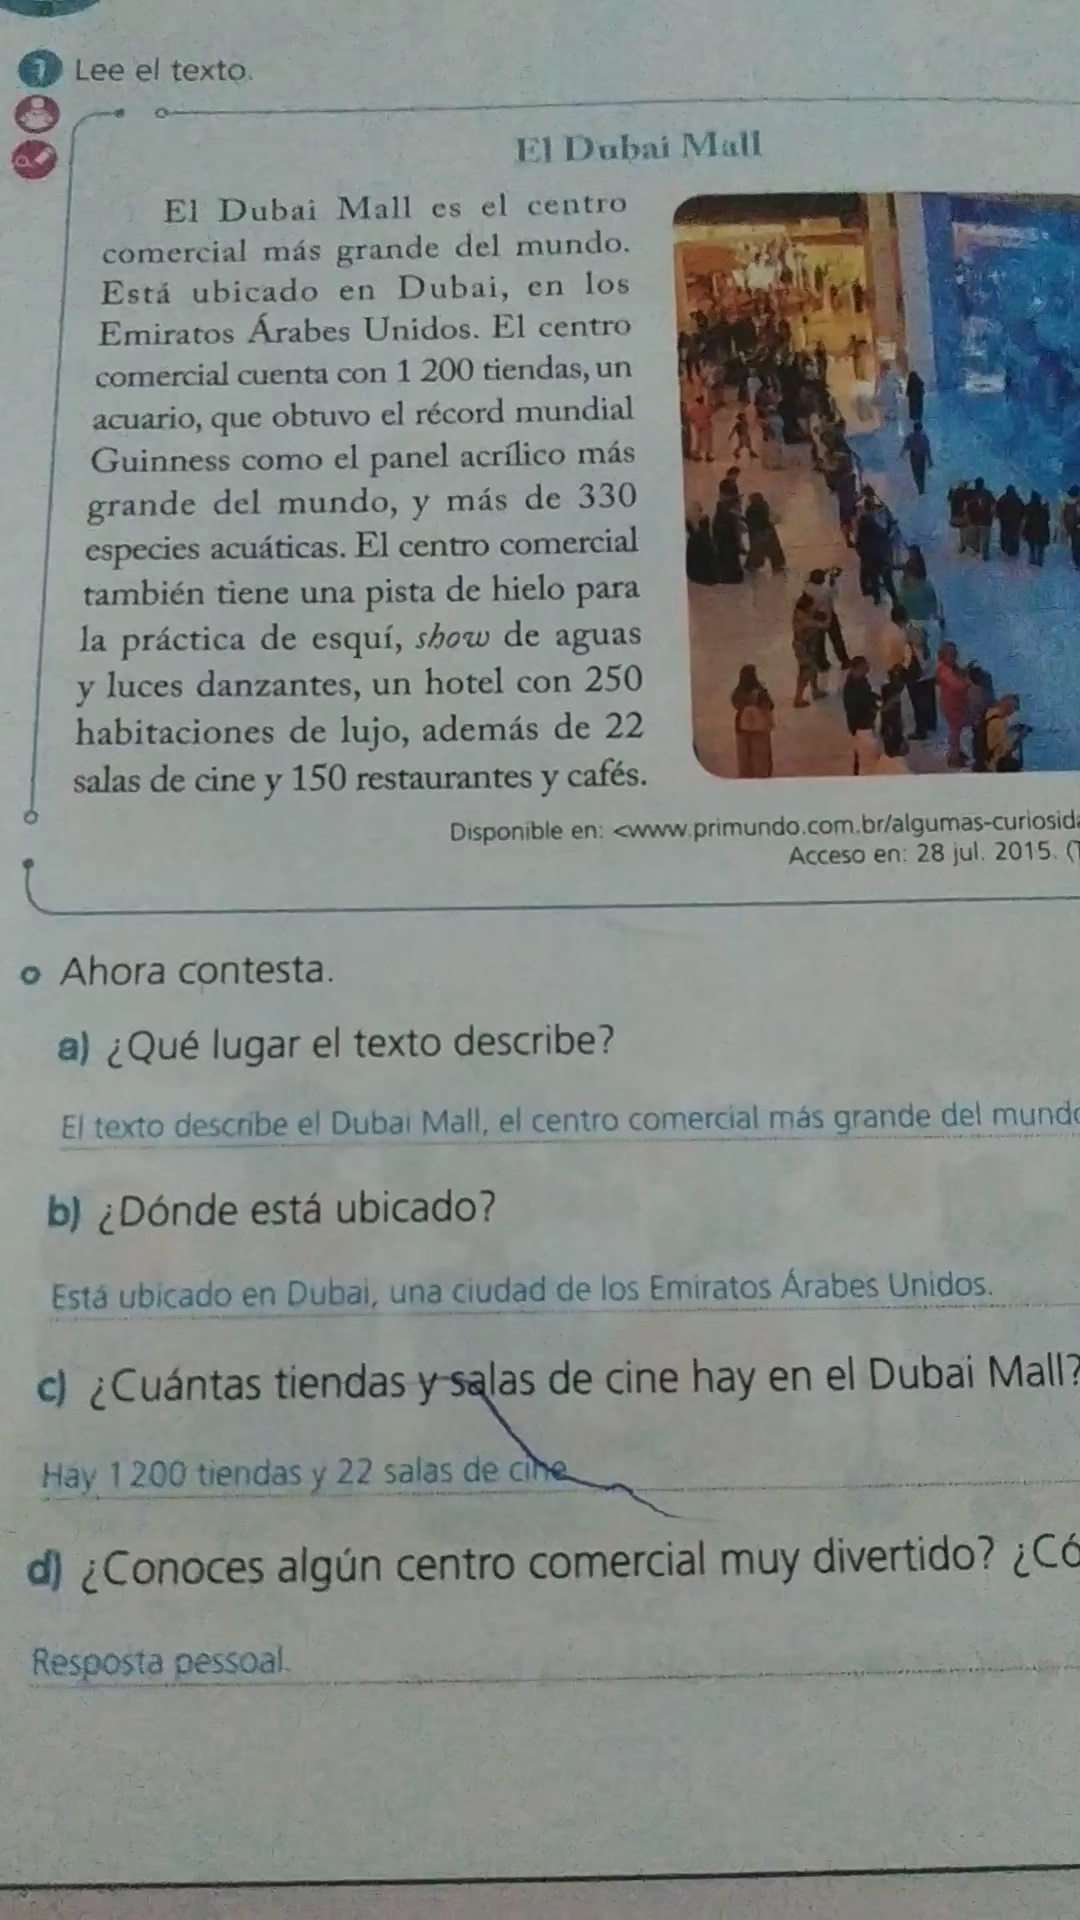 1 Lee el texto.
El Dubai Mall
El Dubai Mall es el centro
comercial más grande del mundo.
Está ubicado en Dubai, en los
Emiratos Árabes Unidos. El centro
comercial cuenta con 1 200 tiendas, un
acuario, que obtuvo el récord mundial
Guinness como el panel acrílico más
grande del mundo, y más de 330
especies acuáticas. El centro comercial
también tiene una pista de hielo para
la práctica de esquí, show de aguas
y luces danzantes, un hotel con 250
habitaciones de lujo, además de 22
salas de cine y 150 restaurantes y cafés.
Disponible en: <www.primundo.com.br/algumas-curiosida
Acceso en: 28 jul. 2015. (T
Ahora contesta.
a) ¿Qué lugar el texto describe?
El texto describe el Dubai Mall, el centro comercial más grande del mundo
b) ¿Dónde está ubicado?
Está ubicado en Dubai, una ciudad de los Emiratos Árabes Unidos.
c) ¿Cuántas tiendas y salas de cine hay en el Dubai Mall?
Hay 1 200 tiendas y 22 salas de cine
d) ¿Conoces algún centro comercial muy divertido? ¿Có
Resposta pessoal.